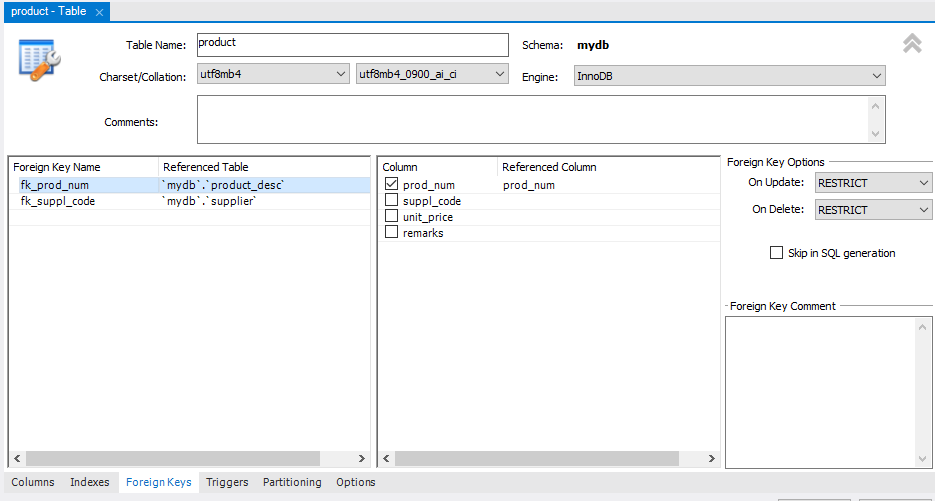 product - Table ×
Table Name: product Schema: mydb
Charset/Collation: utf8mb4 utf8mb4_0900_ai_ci Engine: InnoDB
Comments:
Foreign Key Name Referenced Table
fk_prod_num `mydb`.`product_desc`
fk_suppl_code `mydb`.`supplier`
Column Referenced Column
prod_num prod_num
suppl_code
unit_price
remarks
Foreign Key Options
On Update: RESTRICT
On Delete: RESTRICT
Skip in SQL generation
Foreign Key Comment
Columns Indexes Foreign Keys Triggers Partitioning Options